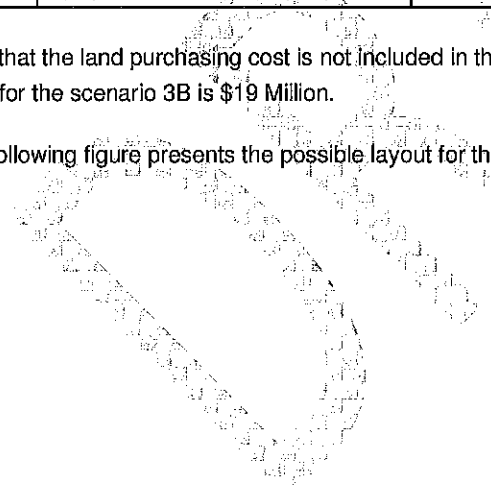 that the land purchasing cost is not included in th
for the scenario 3B is $19 Million.
ollowing figure presents the possible layout for th